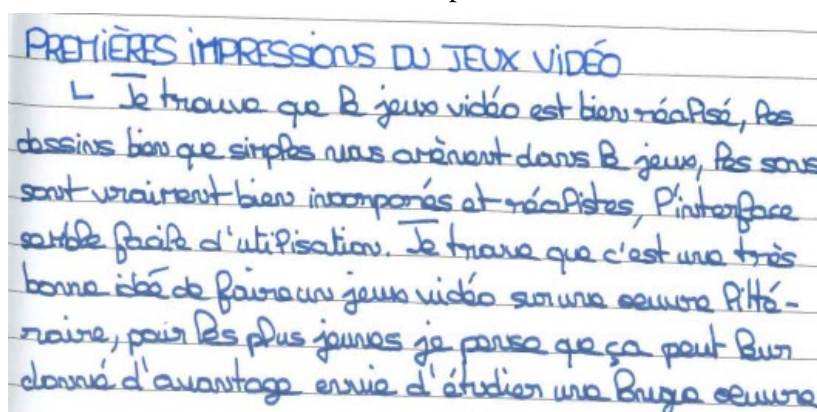 PREMIÈRES IMPRESSIONS DU JEUX VIDÉO
Je trouve que le jeux vidéo est bien réalisé, les
dessins bien que simples nous amènent dans le jeux, les sons
sont vraiment bien incorporés et réalistes, l'interface
semble facile d'utilisation. Je trouve que c'est une très
bonne idée de faire un jeux vidéo sur une oeuvre litté-
raire, pour les plus jeunes je pense que ça peut leur
donné d'avantage envie d'étudier une longue oeuvre